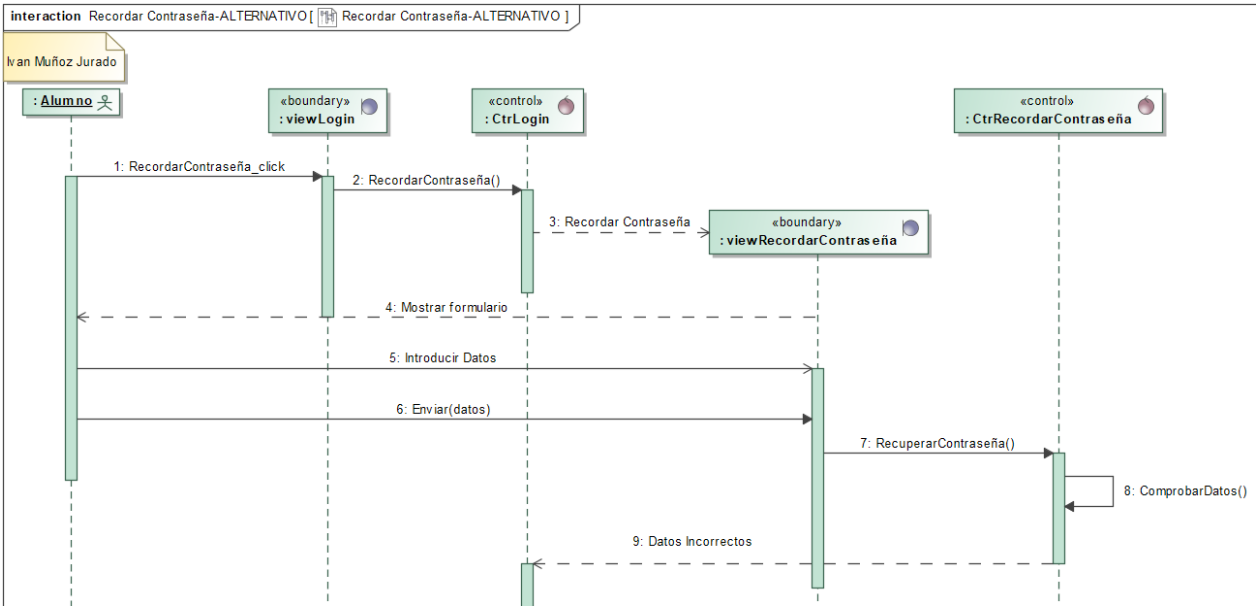 interaction Recordar Contraseña-ALTERNATIVO [ Recordar Contraseña-ALTERNATIVO ]
Ivan Muñoz Jurado
: Alumno
«boundary»
: viewLogin
«control»
: CtrLogin
«control»
: CtrRecordarContraseña
1: RecordarContraseña_click
2: RecordarContraseña()
3: Recordar Contraseña
«boundary»
: viewRecordarContraseña
4: Mostrar formulario
5: Introducir Datos
6: Enviar(datos)
7: RecuperarContraseña()
8: ComprobarDatos()
9: Datos Incorrectos